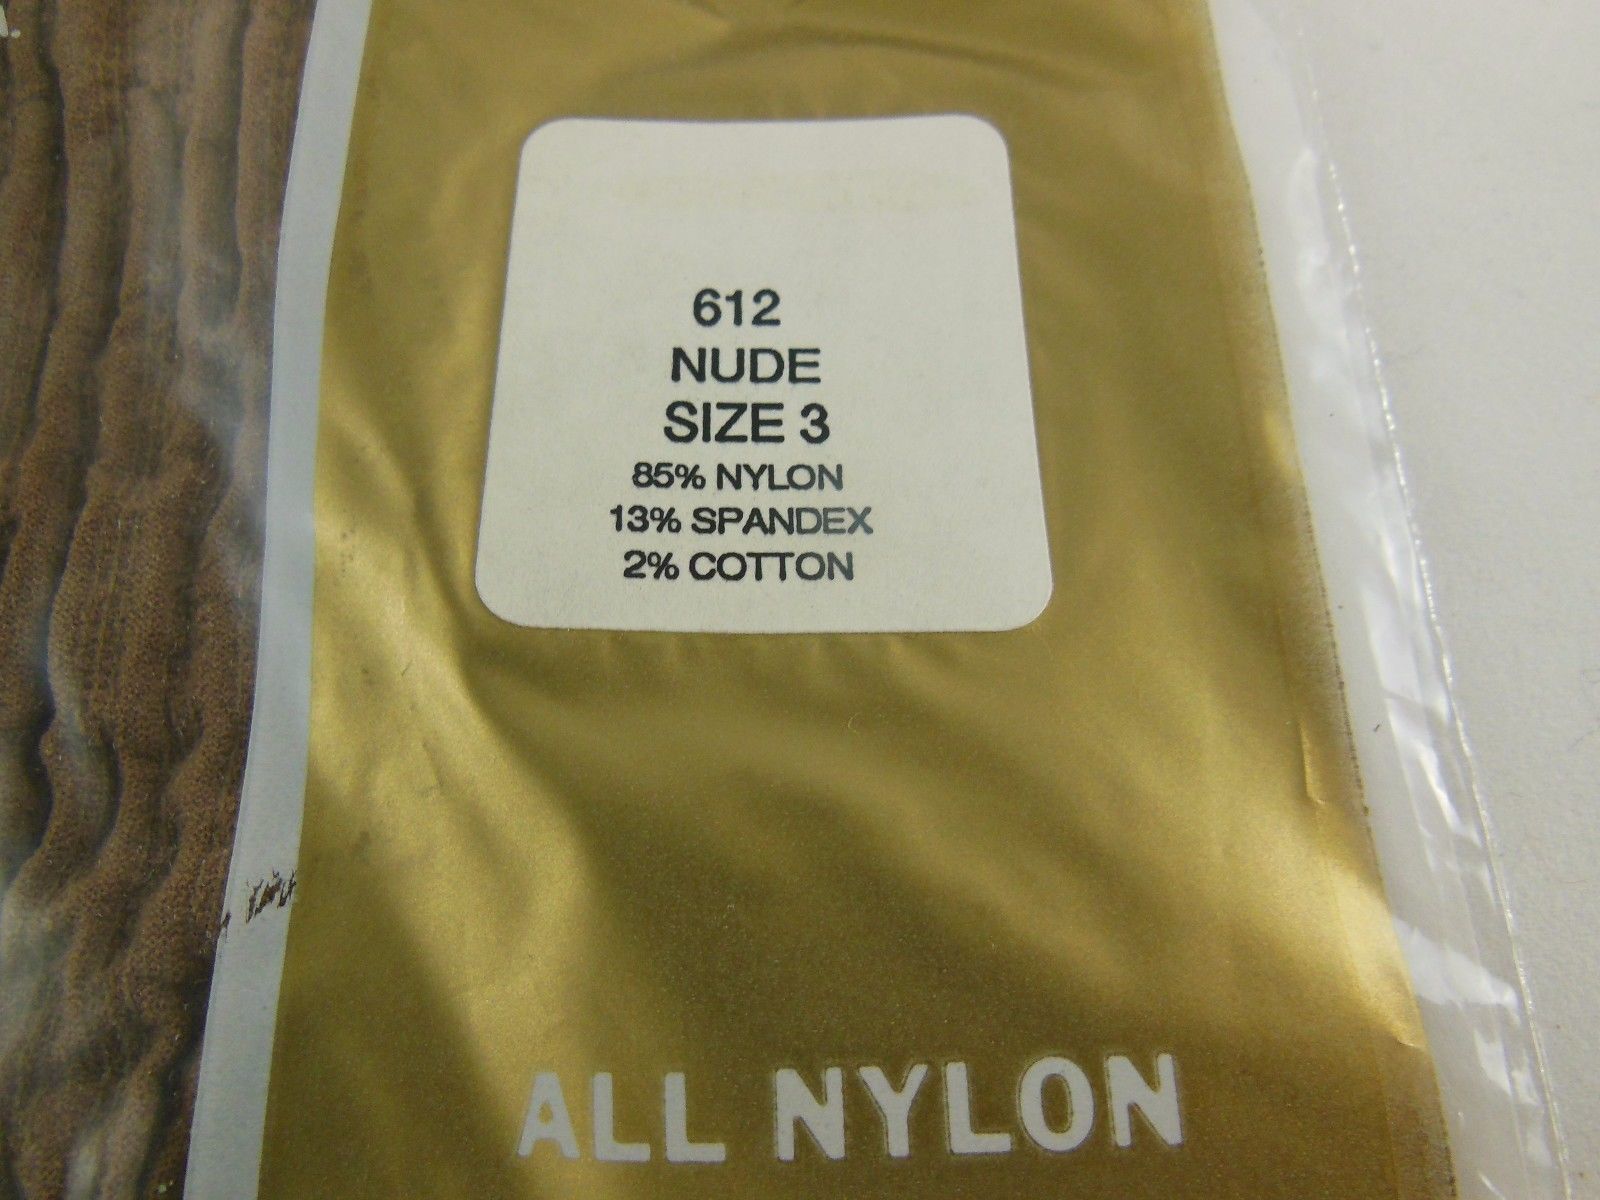 612
NUDE
SIZE 3
85% NYLON
13% SPANDEX
2% COTTON
ALL NYLON